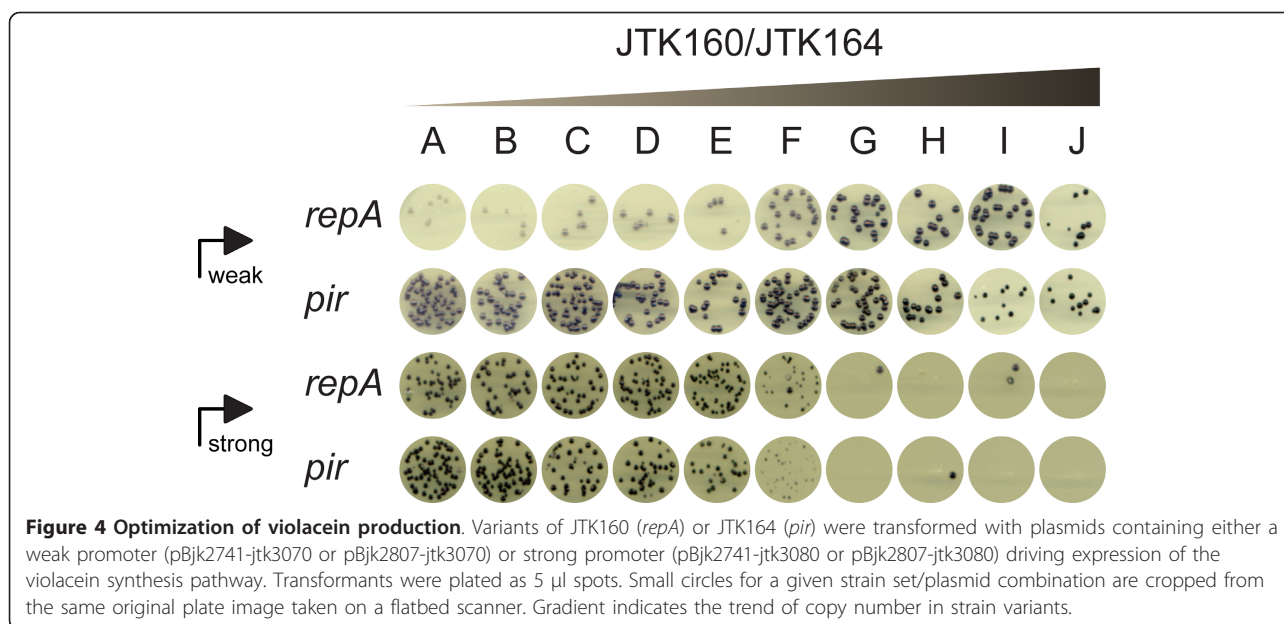 JTK160/JTK164
A B C D E F G H I J
repA
weak
pir
repA
strong
pir
Figure 4 Optimization of violacein production. Variants of JTK160 (repA) or JTK164 (pir) were transformed with plasmids containing either a
weak promoter (pBjk2741-jtk3070 or pBjk2807-jtk3070) or strong promoter (pBjk2741-jtk3080 or pBjk2807-jtk3080) driving expression of the
violacein synthesis pathway. Transformants were plated as 5 μl spots. Small circles for a given strain set/plasmid combination are cropped from
the same original plate image taken on a flatbed scanner. Gradient indicates the trend of copy number in strain variants.